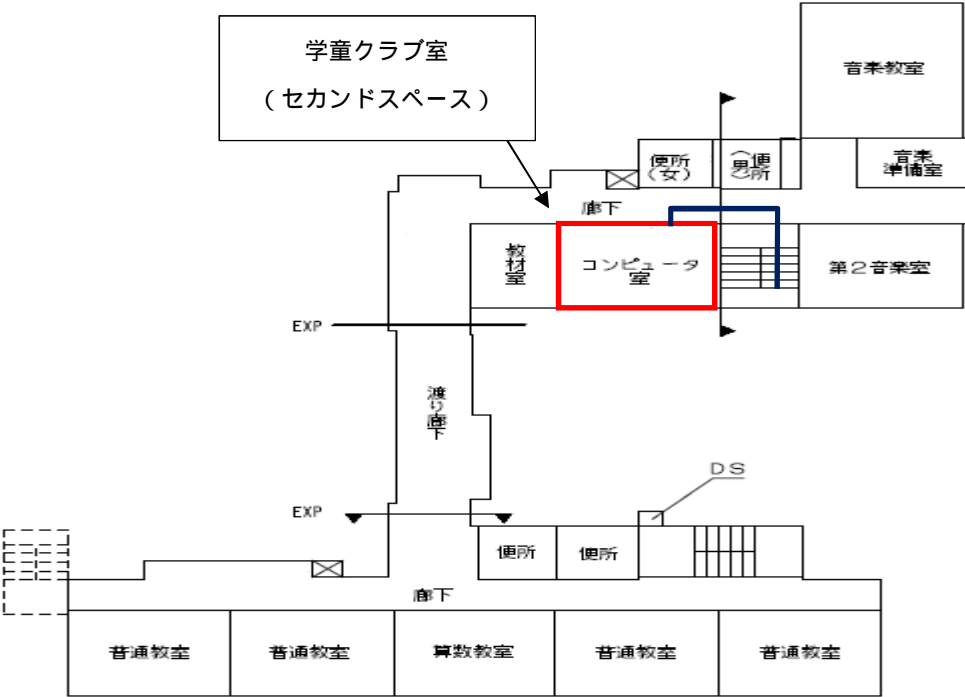 学童クラブ室
(セカンドスペース)
音楽教室
便所
(女)
便所
(男)
音楽
準備室
廊下
教材室
コンピュータ
室
第2音楽室
EXP
渡り廊下
DS
EXP
便所
便所
廊下
普通教室
普通教室
算数教室
普通教室
普通教室